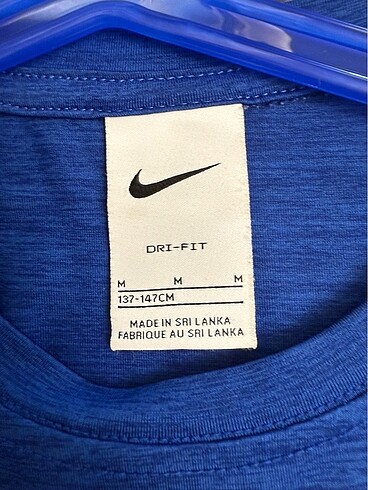 DRI-FIT
M M M
137-147CM
MADE IN SRI LANKA
FABRIQUE AU SRI LANKA